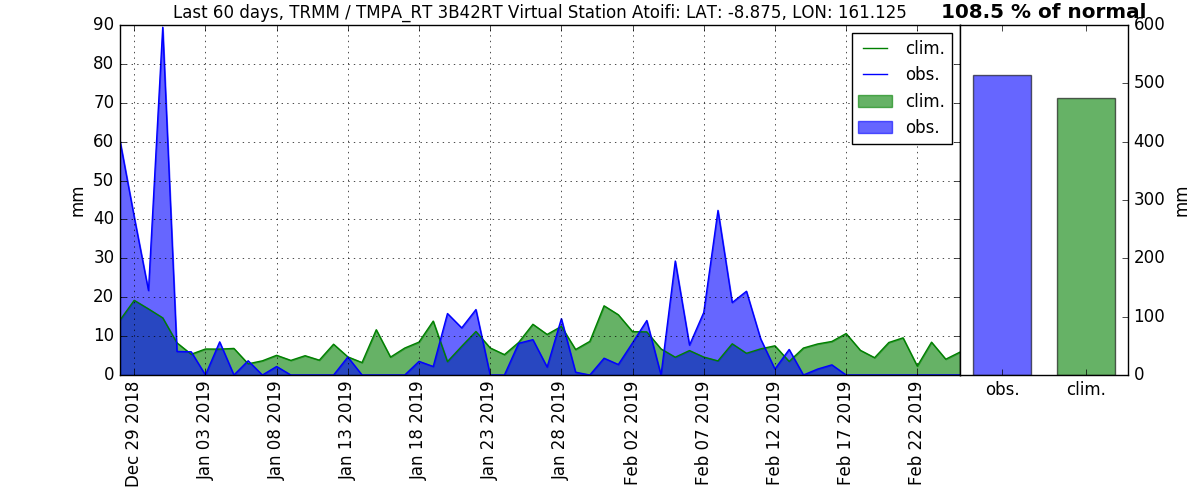 Last 60 days, TRMM / TMPA_RT 3B42RT Virtual Station Atoifi: LAT: -8.875, LON: 161.125
108.5 % of normal
90
80
70
60
50
40
30
20
10
0
mm
clim.
obs.
clim.
obs.
Dec 29 2018
Jan 03 2019
Jan 08 2019
Jan 13 2019
Jan 18 2019
Jan 23 2019
Jan 28 2019
Feb 02 2019
Feb 07 2019
Feb 12 2019
Feb 17 2019
Feb 22 2019
600
500
400
300
200
100
0
mm
obs.
clim.